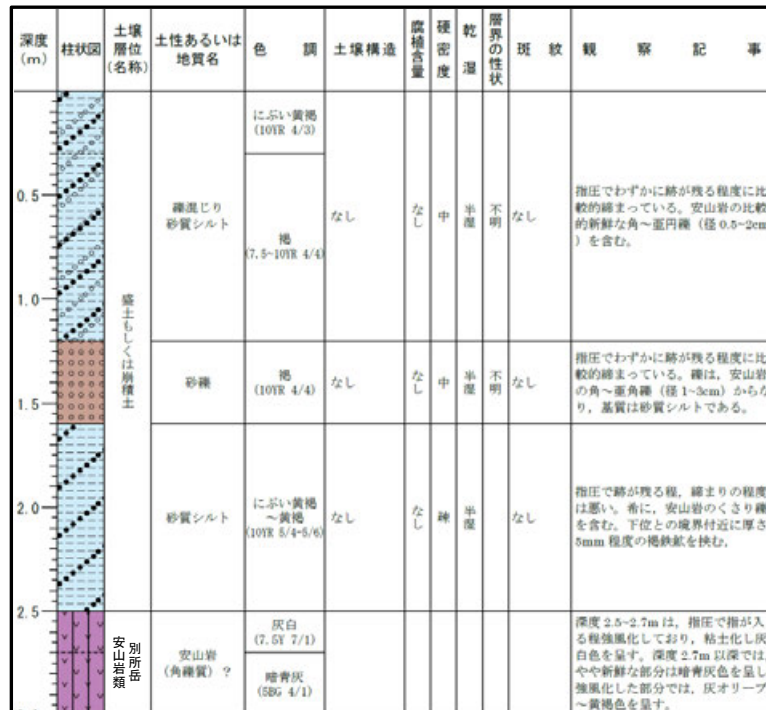 深度
(m)
柱状図
土壌
層位
(名称)
土性あるいは
地質名
色 調
土壌構造
腐植含量
硬密度
乾湿
層界の性状
斑 紋
観 察 記 事
0.5
1.0
1.5
2.0
2.5
盛土もしくは崩積土
礫混じり
砂質シルト
にぶい黄褐
(10YR 4/3)
褐
(7.5~10YR 4/4)
なし
なし
中
半湿
不明
なし
指圧でわずかに跡が残る程度に比
較的締まっている。安山岩の比較
的新鮮な角～亜円礫（径 0.5~2cm
）を含む。
砂礫
褐
(10YR 4/4)
なし
なし
中
半湿
不明
なし
指圧でわずかに跡が残る程度に比
較的締まっている。礫は，安山岩
の角～亜角礫（径 1~3cm）からな
り，基質は砂質シルトである。
砂質シルト
にぶい黄褐
～黄褐
(10YR 5/4-5/6)
なし
なし
疎
半湿
なし
指圧で跡が残る程，締まりの程度
は悪い。希に，安山岩のくさり礫
を含む。下位との境界付近に厚さ
5mm 程度の褐鉄鉱を挟む。
別所岳
安山岩類
安山岩
（角礫質）？
灰白
(7.5Y 7/1)
暗青灰
(5BG 4/1)
深度 2.5~2.7m は，指圧で指が入
る程強風化しており，粘土化し灰
白色を呈す。深度 2.7m 以深では，
やや新鮮な部分は暗青灰色を呈し
強風化した部分では，灰オリーブ
～黄褐色を呈す。